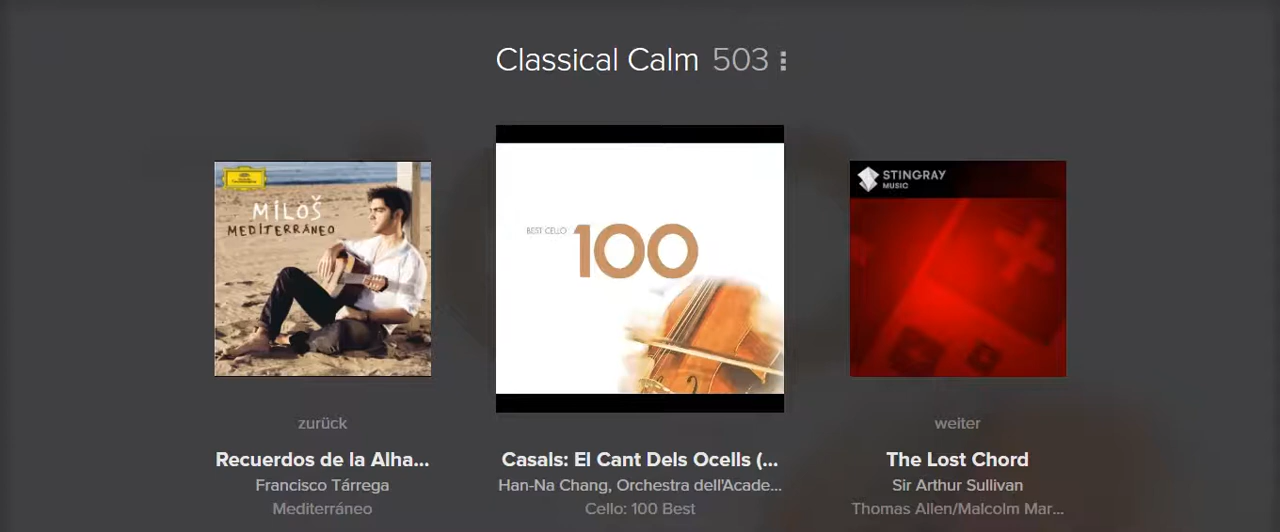 Classical Calm 503
MILOŠ
MEDITERRÁNEO
BEST CELLO 100
STINGRAY
MUSIC
zurück
Recuerdos de la Alha...
Francisco Tárrega
Mediterráneo
Casals: El Cant Dels Ocells (...
Han-Na Chang, Orchestra dell'Acade...
Cello: 100 Best
weiter
The Lost Chord
Sir Arthur Sullivan
Thomas Allen/Malcolm Mar...